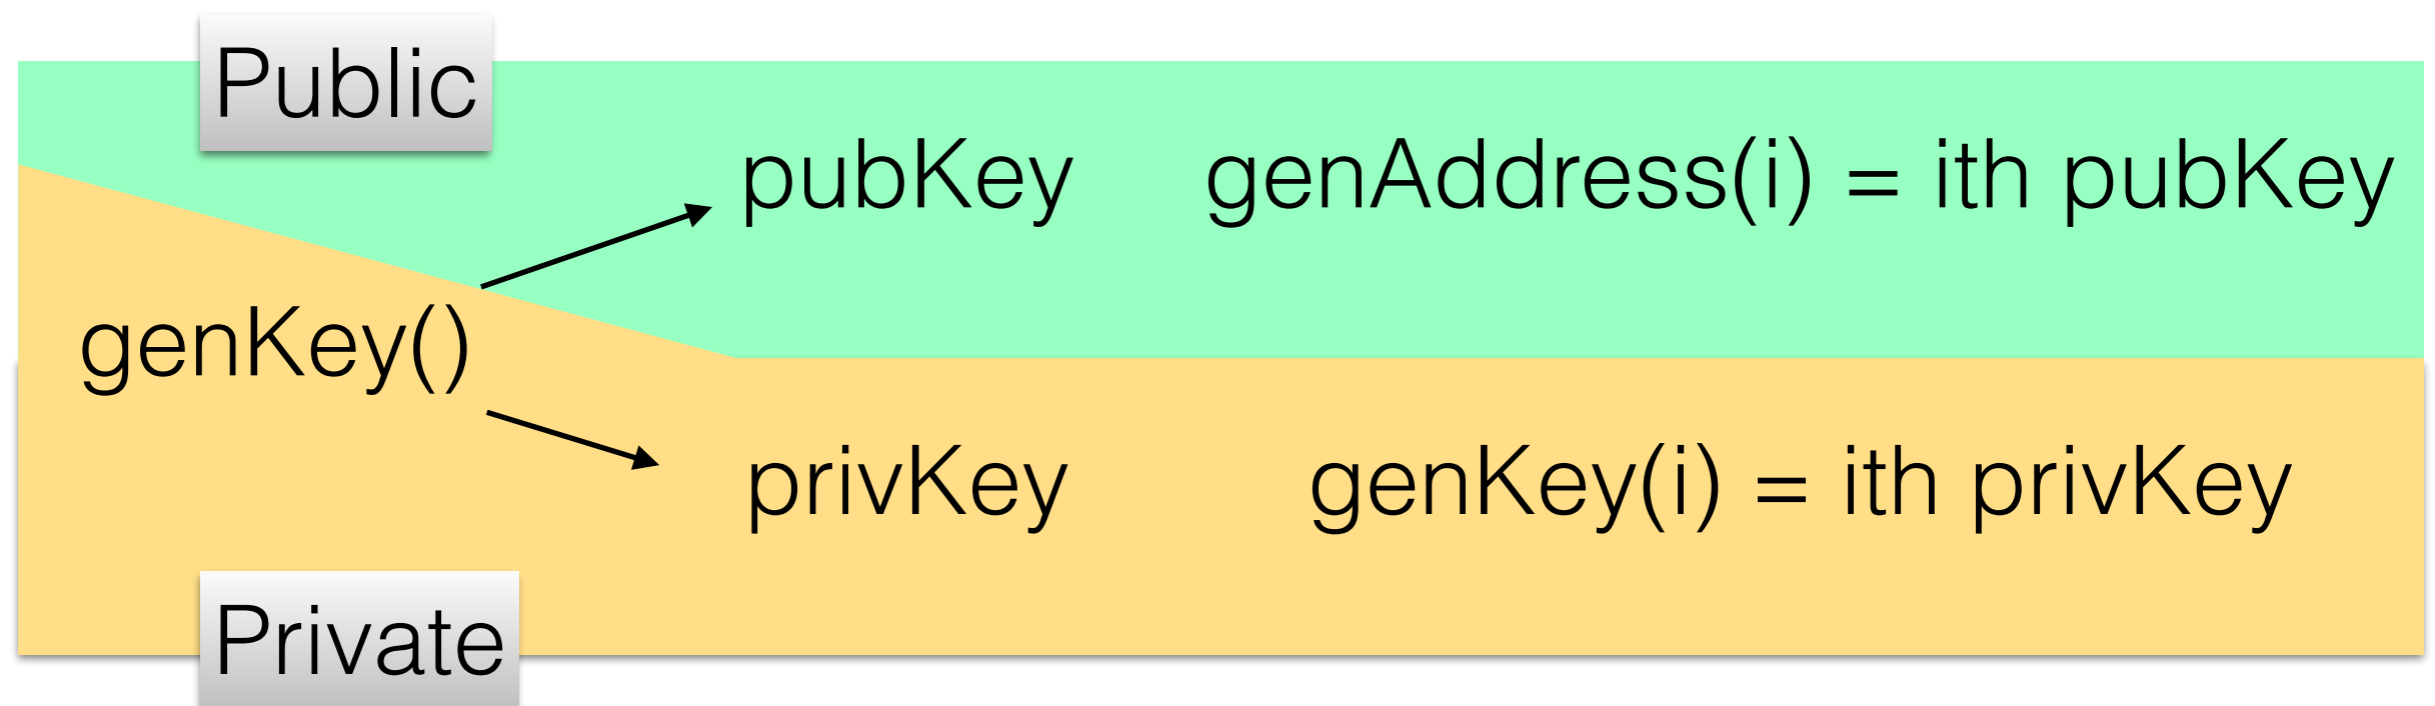 Public
pubKey
genAddress(i) = ith pubKey
genKey()
privKey
genKey(i) = ith privKey
Private